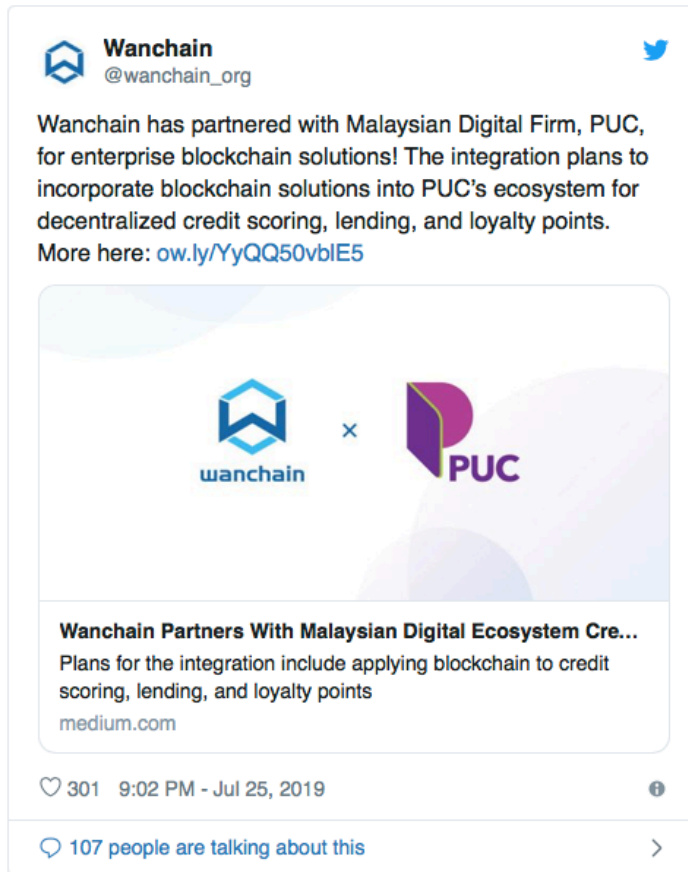 Wanchain
@wanchain_org
Wanchain has partnered with Malaysian Digital Firm, PUC,
for enterprise blockchain solutions! The integration plans to
incorporate blockchain solutions into PUC's ecosystem for
decentralized credit scoring, lending, and loyalty points.
More here: ow.ly/YyQQ50vblE5
wanchain
×
PUC
Wanchain Partners With Malaysian Digital Ecosystem Cre...
Plans for the integration include applying blockchain to credit
scoring, lending, and loyalty points
medium.com
301 9:02 PM - Jul 25, 2019
107 people are talking about this